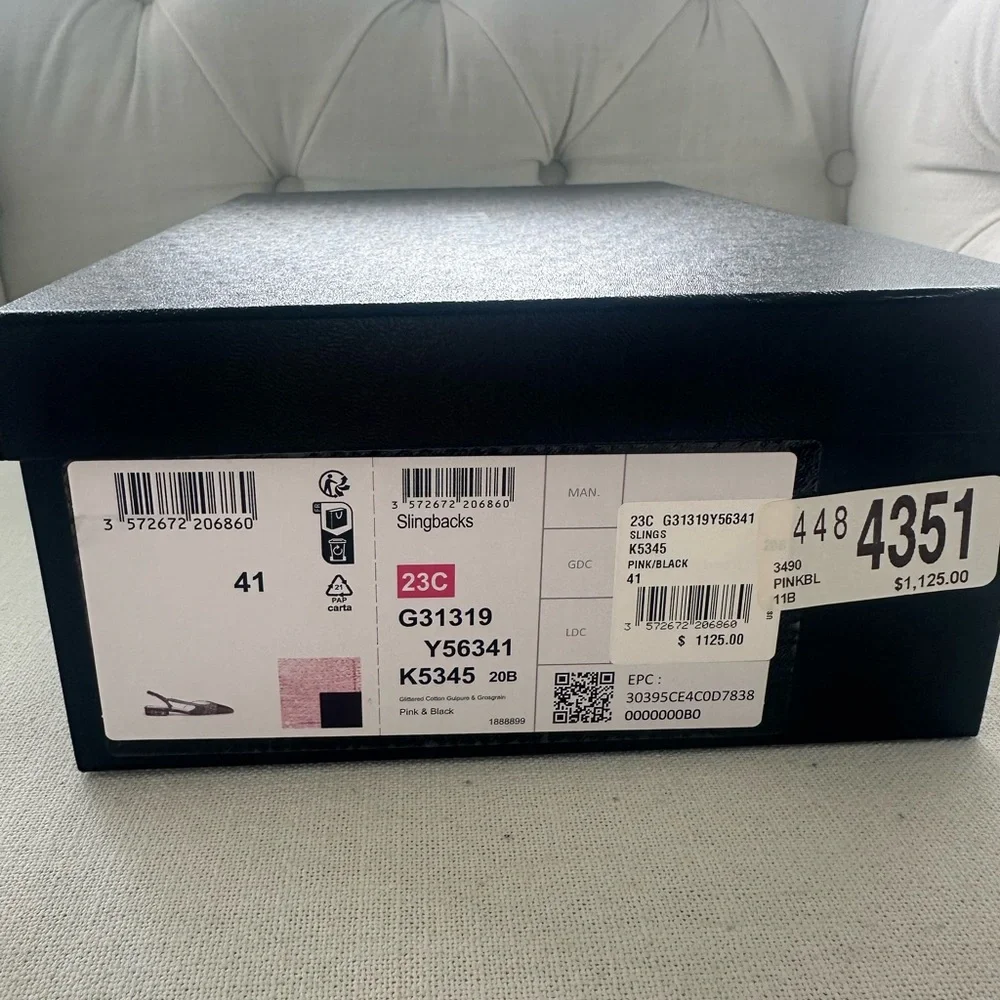 3 572672 206860
41
FR
21
PAP
carta
3 572672 206860
Slingbacks
23C
G31319
Y56341
K5345 20B
Glittered Cotton Guipure & Grosgrain
Pink & Black
1888899
MAN.
GDC
LDC
EPC :
30395CE4C0D7838
0000000B0
23C G31319Y56341
SLINGS
K5345
PINK/BLACK
41
3 572672 206860
$ 1125.00
448 4351
3490
PINKBL
11B
$1,125.00